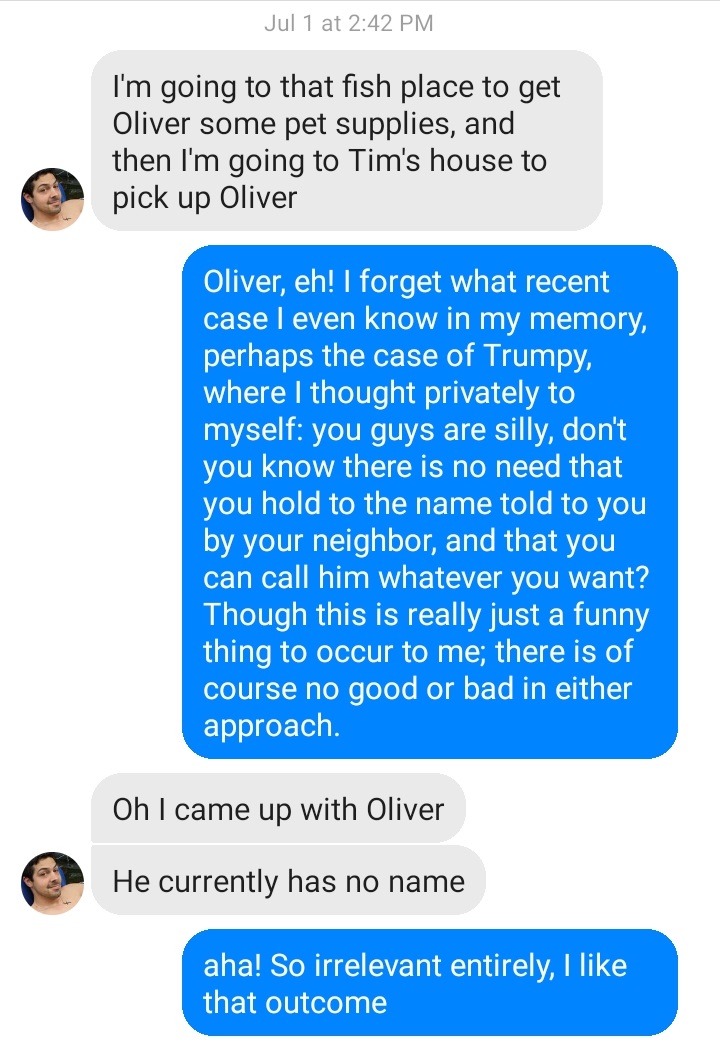 Jul 1 at 2:42 PM
I'm going to that fish place to get
Oliver some pet supplies, and
then I'm going to Tim's house to
pick up Oliver
Oliver, eh! I forget what recent
case I even know in my memory,
perhaps the case of Trumpy,
where I thought privately to
myself: you guys are silly, don't
you know there is no need that
you hold to the name told to you
by your neighbor, and that you
can call him whatever you want?
Though this is really just a funny
thing to occur to me; there is of
course no good or bad in either
approach.
Oh I came up with Oliver
He currently has no name
aha! So irrelevant entirely, I like
that outcome